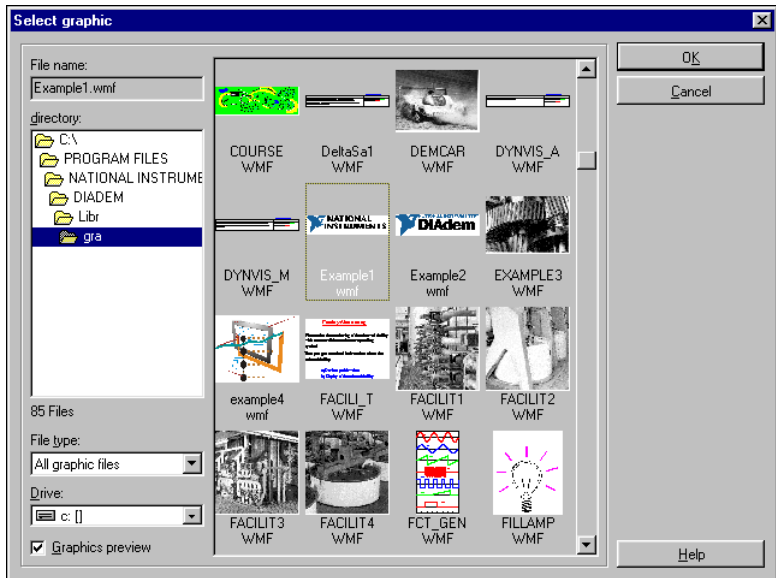 Select graphic
File name:
Example1.wmf
directory:
C:\
PROGRAM FILES
NATIONAL INSTRUME
DIADEM
Libr
gra
85 Files
File type:
All graphic files
Drive:
c: []
Graphics preview
COURSE
WMF
DeltaSa1
WMF
DEMCAR
WMF
DYNVIS_A
WMF
DYNVIS_M
WMF
NATIONAL
INSTRUMENTS
Example1
wmf
DIAdem
Example2
wmf
EXAMPLE3
WMF
example4
wmf
FACILI_T
WMF
FACILIT1
WMF
FACILIT2
WMF
FACILIT3
WMF
FACILIT4
WMF
FCT_GEN
WMF
FILLAMP
WMF
OK
Cancel
Help